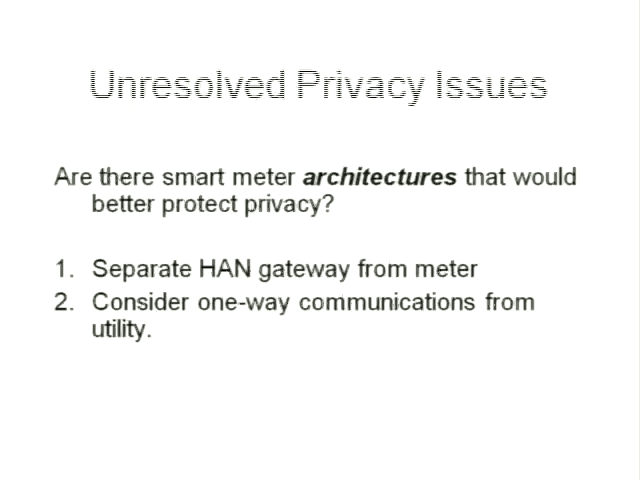 Unresolved Privacy Issues
Are there smart meter architectures that would
better protect privacy?
1. Separate HAN gateway from meter
2. Consider one-way communications from
utility.